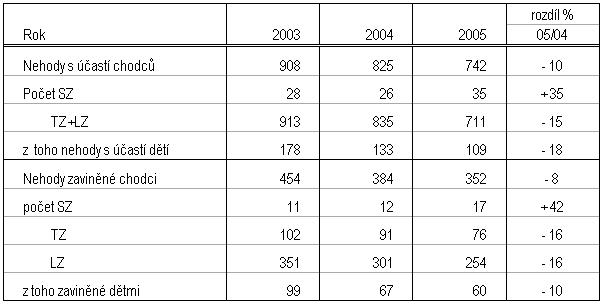 rozdíl %
Rok 2003 2004 2005 05/04
Nehody s účastí chodců 908 825 742 - 10
Počet SZ 28 26 35 +35
TZ+LZ 913 835 711 - 15
z toho nehody s účastí dětí 178 133 109 - 18
Nehody zaviněné chodci 454 384 352 - 8
počet SZ 11 12 17 +42
TZ 102 91 76 - 16
LZ 351 301 254 - 16
z toho zaviněné dětmi 99 67 60 - 10